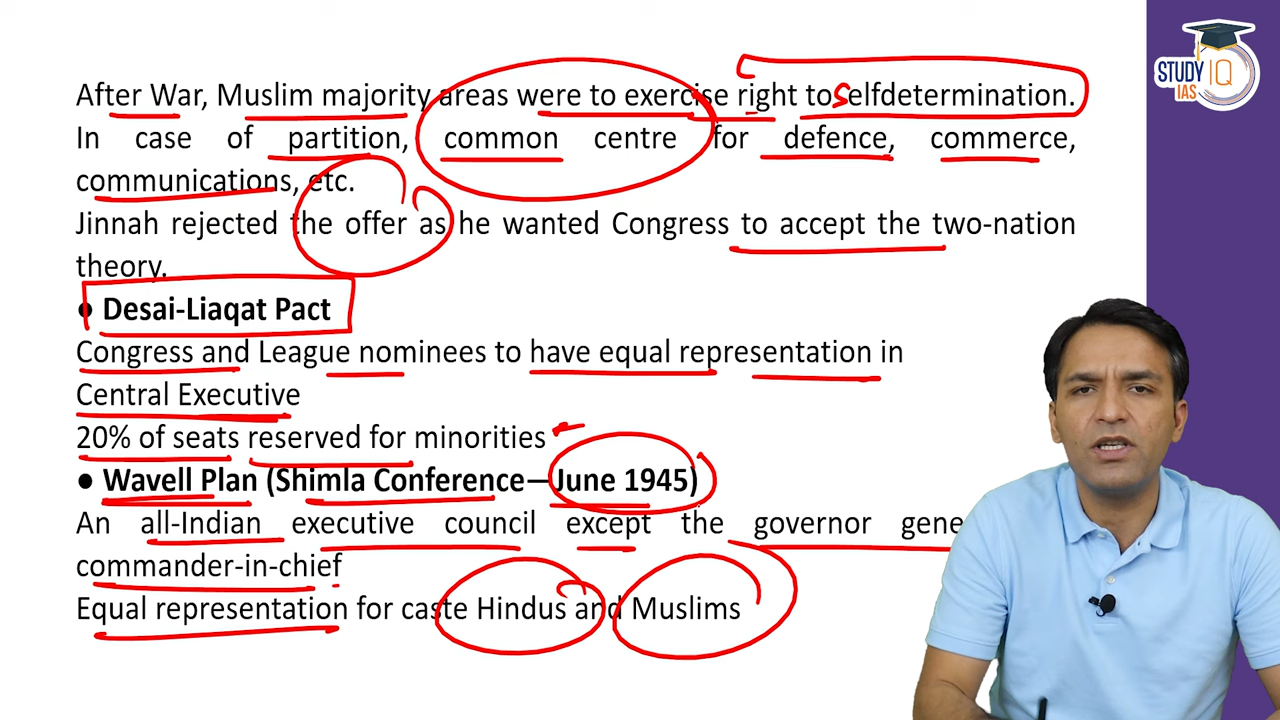 After War, Muslim majority areas were to exercise right to selfdetermination.
In case of partition, common centre for defence, commerce,
communications, etc.
Jinnah rejected the offer as he wanted Congress to accept the two-nation
theory.
● Desai-Liaqat Pact
Congress and League nominees to have equal representation in
Central Executive
20% of seats reserved for minorities
● Wavell Plan (Shimla Conference—June 1945)
An all-Indian executive council except the governor gene
commander-in-chief
Equal representation for caste Hindus and Muslims
STUDY IQ
IAS